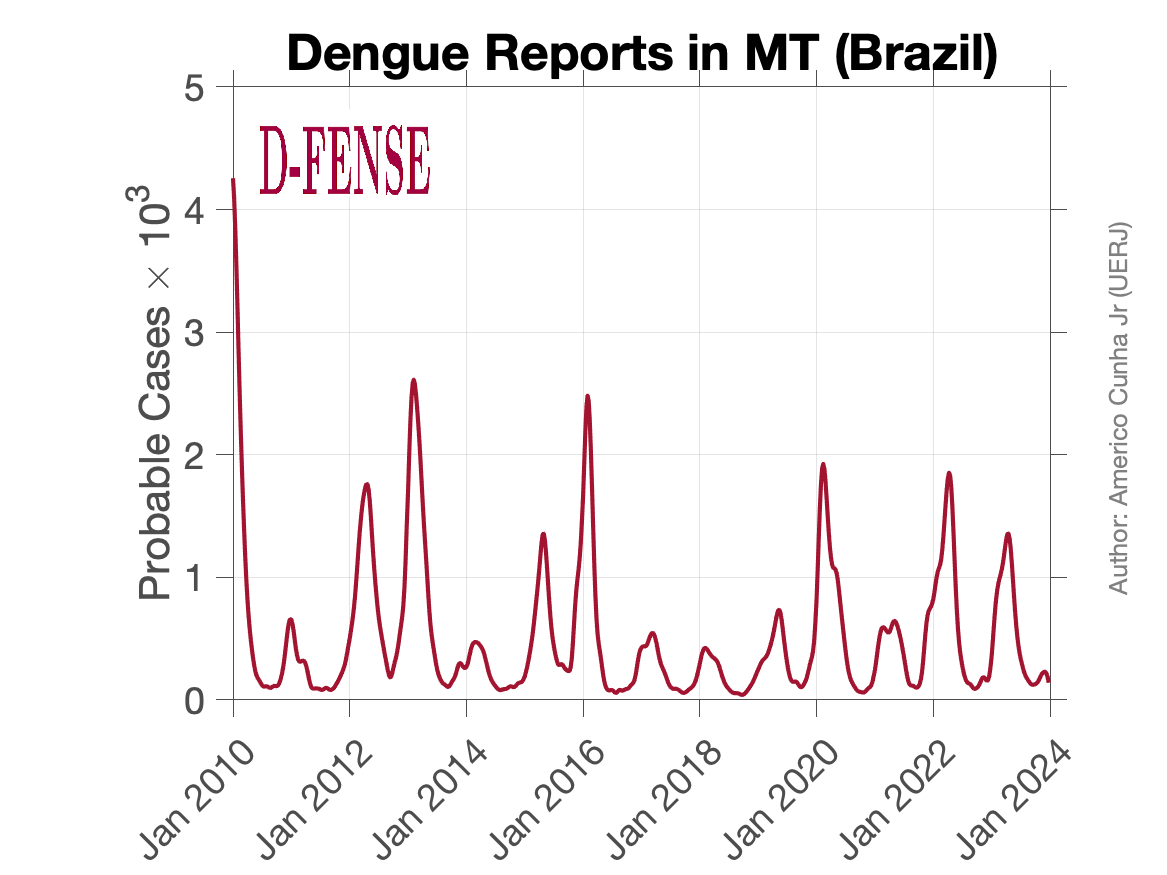 Dengue Reports in MT (Brazil)
D-FENSE
Probable Cases × 10³
5
4
3
2
1
0
Jan 2010
Jan 2012
Jan 2014
Jan 2016
Jan 2018
Jan 2020
Jan 2022
Jan 2024
Author: Americo Cunha Jr (UERJ)